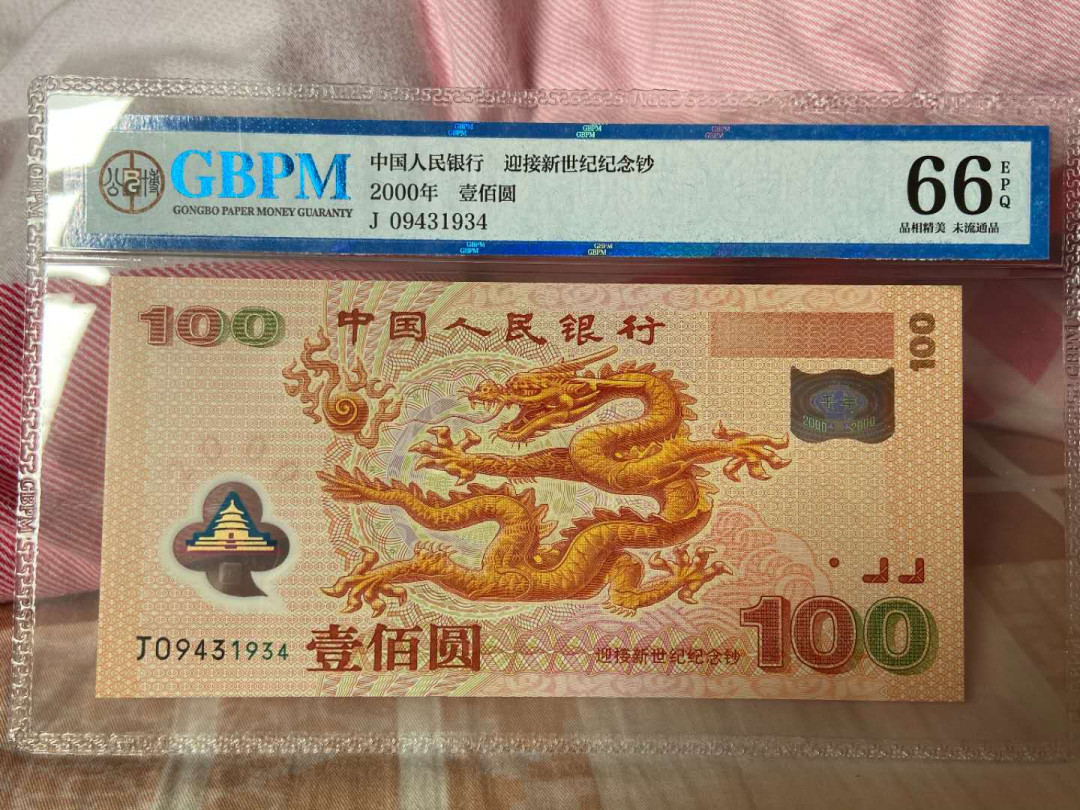 GBPM
GONGBO PAPER MONEY GUARANTY
中国人民银行 迎接新世纪纪念钞
2000年 壹佰圆
J 09431934
66
EPQ
品相精美 未流通品
100
中国人民银行
100
千年
2000 2000
J09431934
壹佰圆
迎接新世纪纪念钞
100